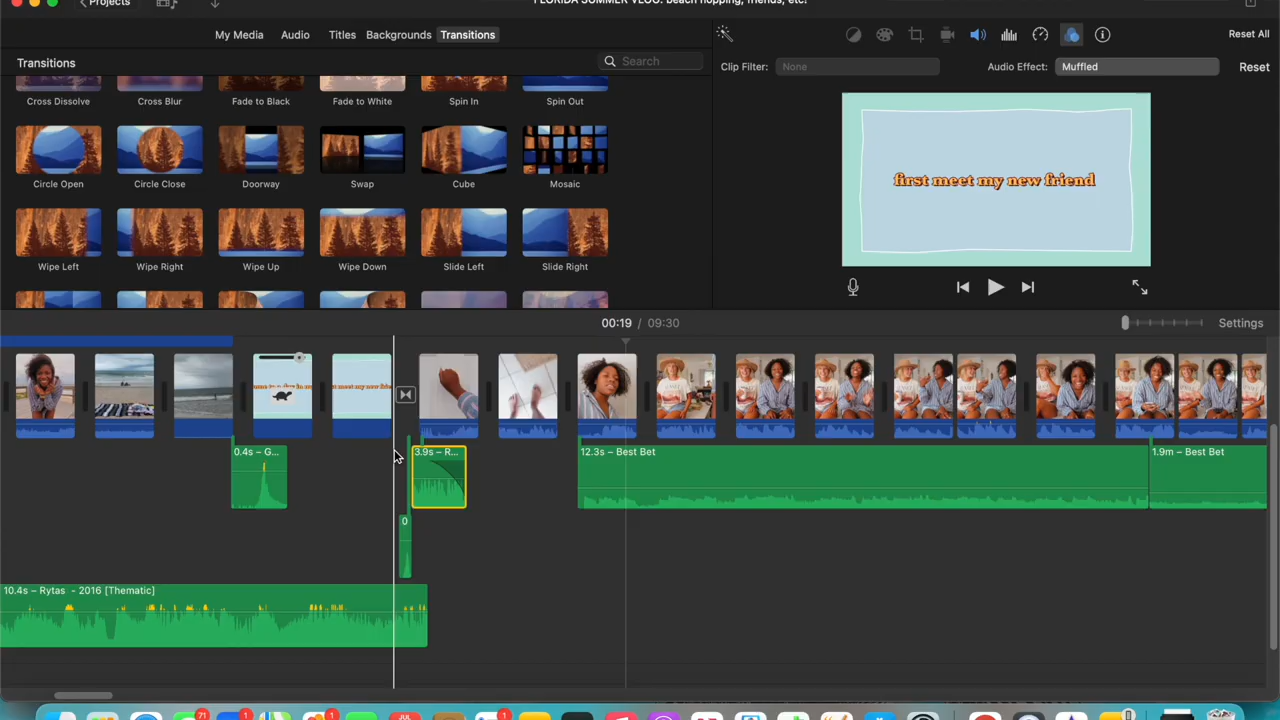 Projects
FLORIDA SUMMER VLOG: beach hopping, friends, etc!
My Media Audio Titles Backgrounds Transitions
Reset All
Transitions
Search
Clip Filter: None
Audio Effect: Muffled
Reset
Cross Dissolve Cross Blur Fade to Black Fade to White Spin In Spin Out
Circle Open Circle Close Doorway Swap Cube Mosaic
Wipe Left Wipe Right Wipe Up Wipe Down Slide Left Slide Right
first meet my new friend
00:19 / 09:30
Settings
0.4s – G...
3.9s – R...
12.3s – Best Bet
1.9m – Best Bet
0
10.4s – Rytas - 2016 [Thematic]
71
1
1
1